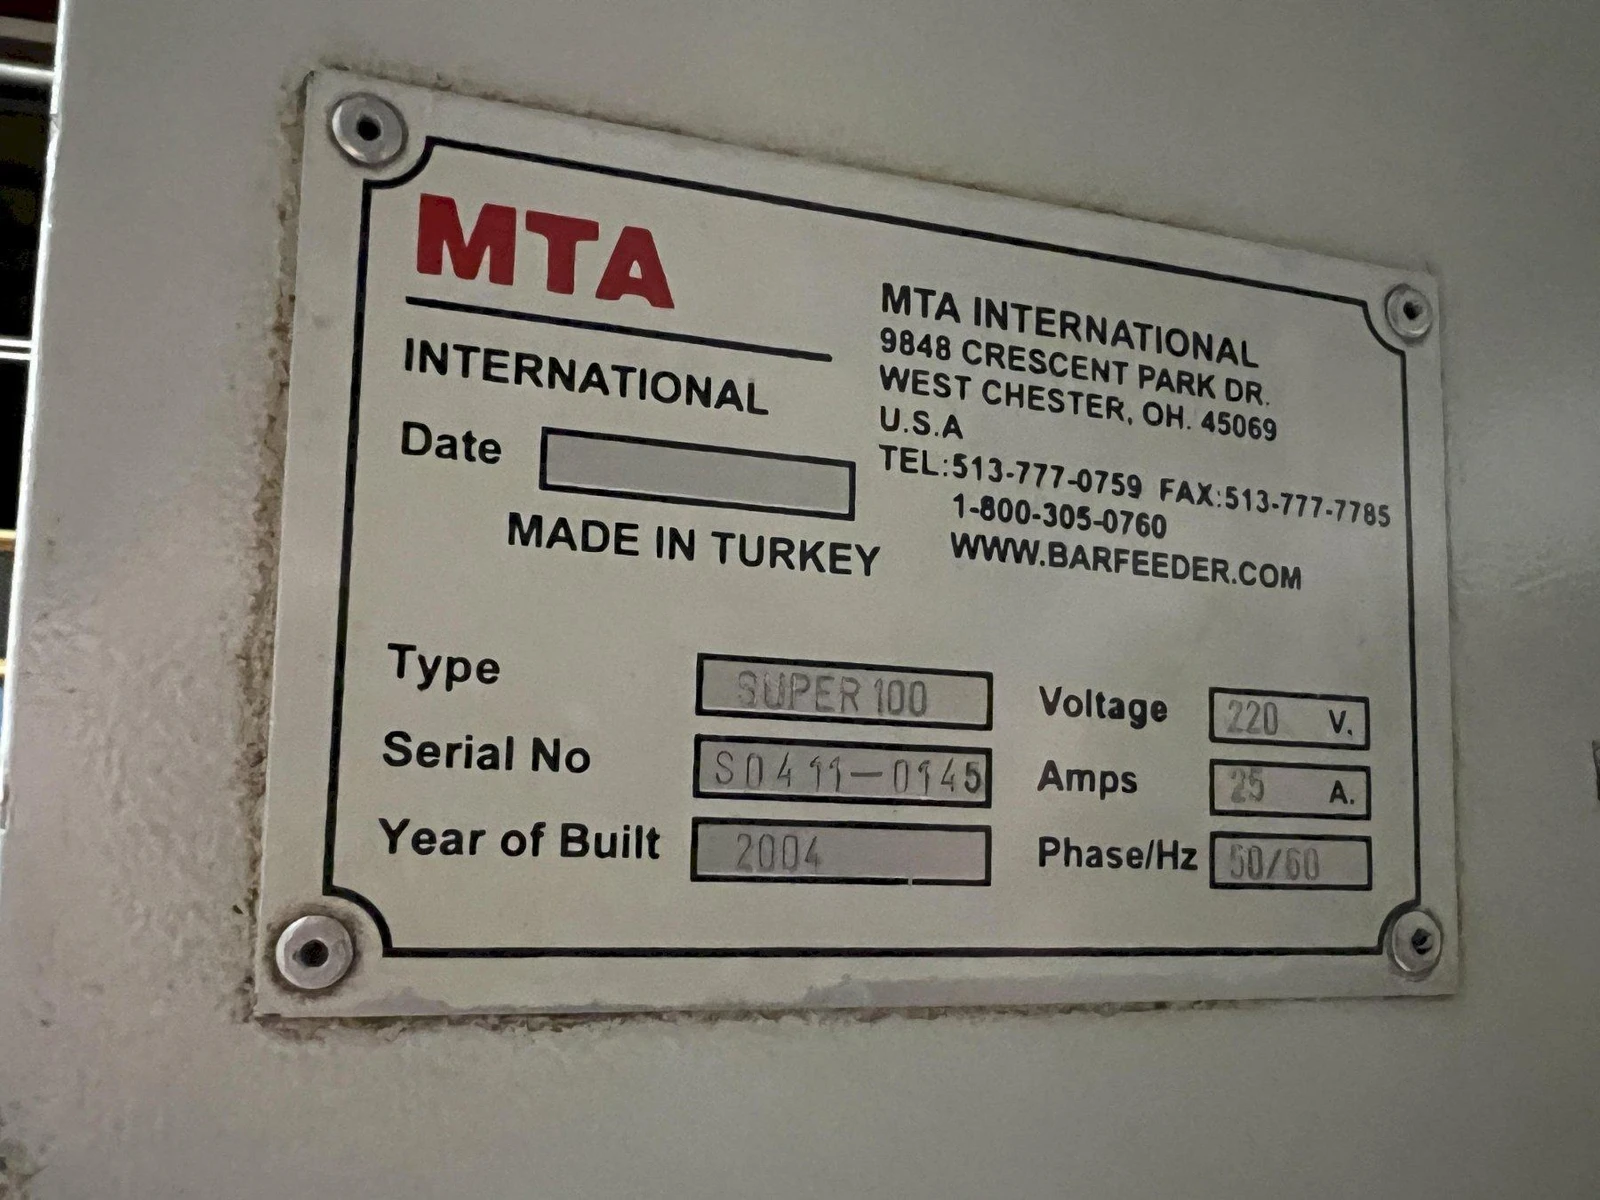 MTA
INTERNATIONAL
Date
MADE IN TURKEY
MTA INTERNATIONAL
9848 CRESCENT PARK DR.
WEST CHESTER, OH. 45069
U.S.A
TEL:513-777-0759 FAX:513-777-7785
1-800-305-0760
WWW.BARFEEDER.COM
Type SUPER 100
Serial No S0411-0145
Year of Built 2004
Voltage 220 V.
Amps 25 A.
Phase/Hz 50/60